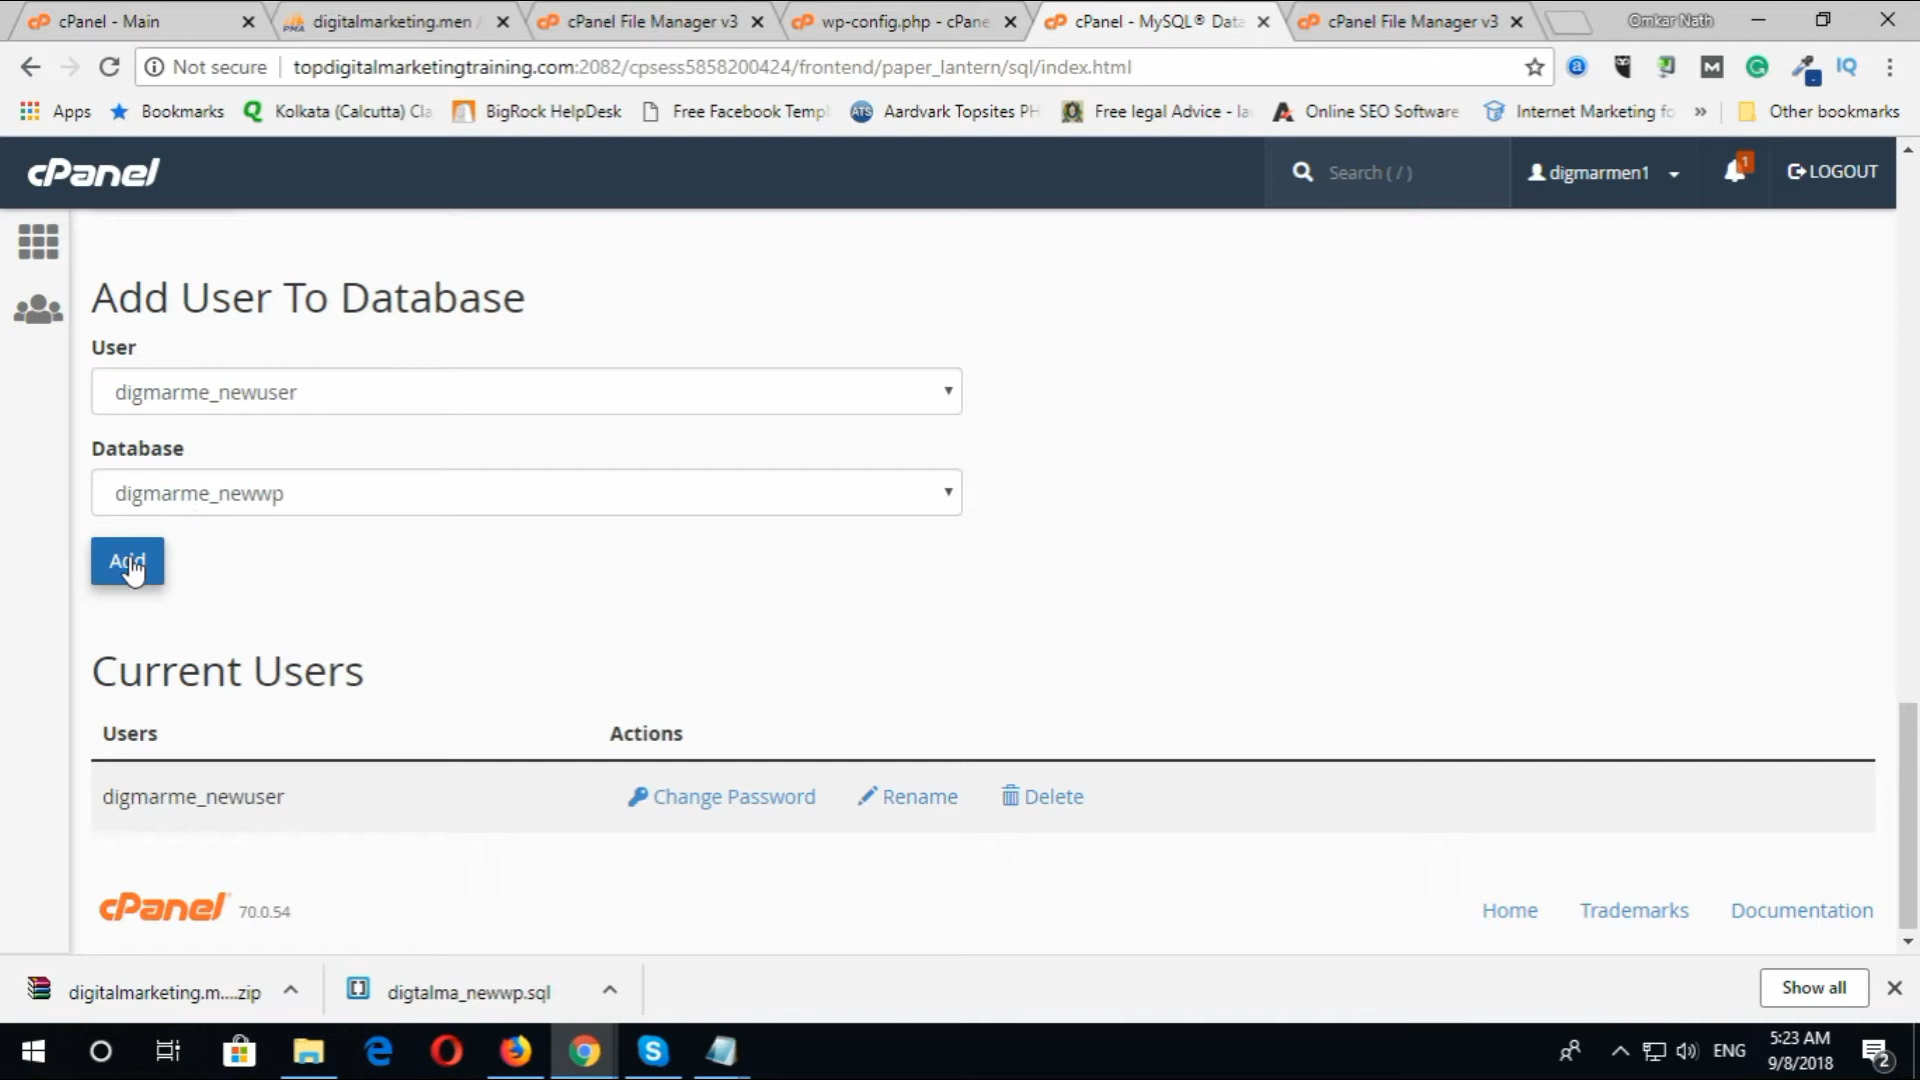 cPanel - Main
digitalmarketing.men /
cPanel File Manager v3
wp-config.php - cPane
cPanel - MySQL® Data
cPanel File Manager v3
Omkar Nath
Not secure
topdigitalmarketingtraining.com:2082/cpsess5858200424/frontend/paper_lantern/sql/index.html
Apps
Bookmarks
Kolkata (Calcutta) Cla
BigRock HelpDesk
Free Facebook Templ
Aardvark Topsites PH
Free legal Advice - la
Online SEO Software
Internet Marketing fo
»
Other bookmarks
cPanel
Search ( / )
digmarmen1
1
LOGOUT
Add User To Database
User
digmarme_newuser
Database
digmarme_newwp
Add
Current Users
Users
Actions
digmarme_newuser
Change Password
Rename
Delete
cPanel 70.0.54
Home
Trademarks
Documentation
digitalmarketing.m....zip
digtalma_newwp.sql
Show all
ENG
5:23 AM
9/8/2018
2